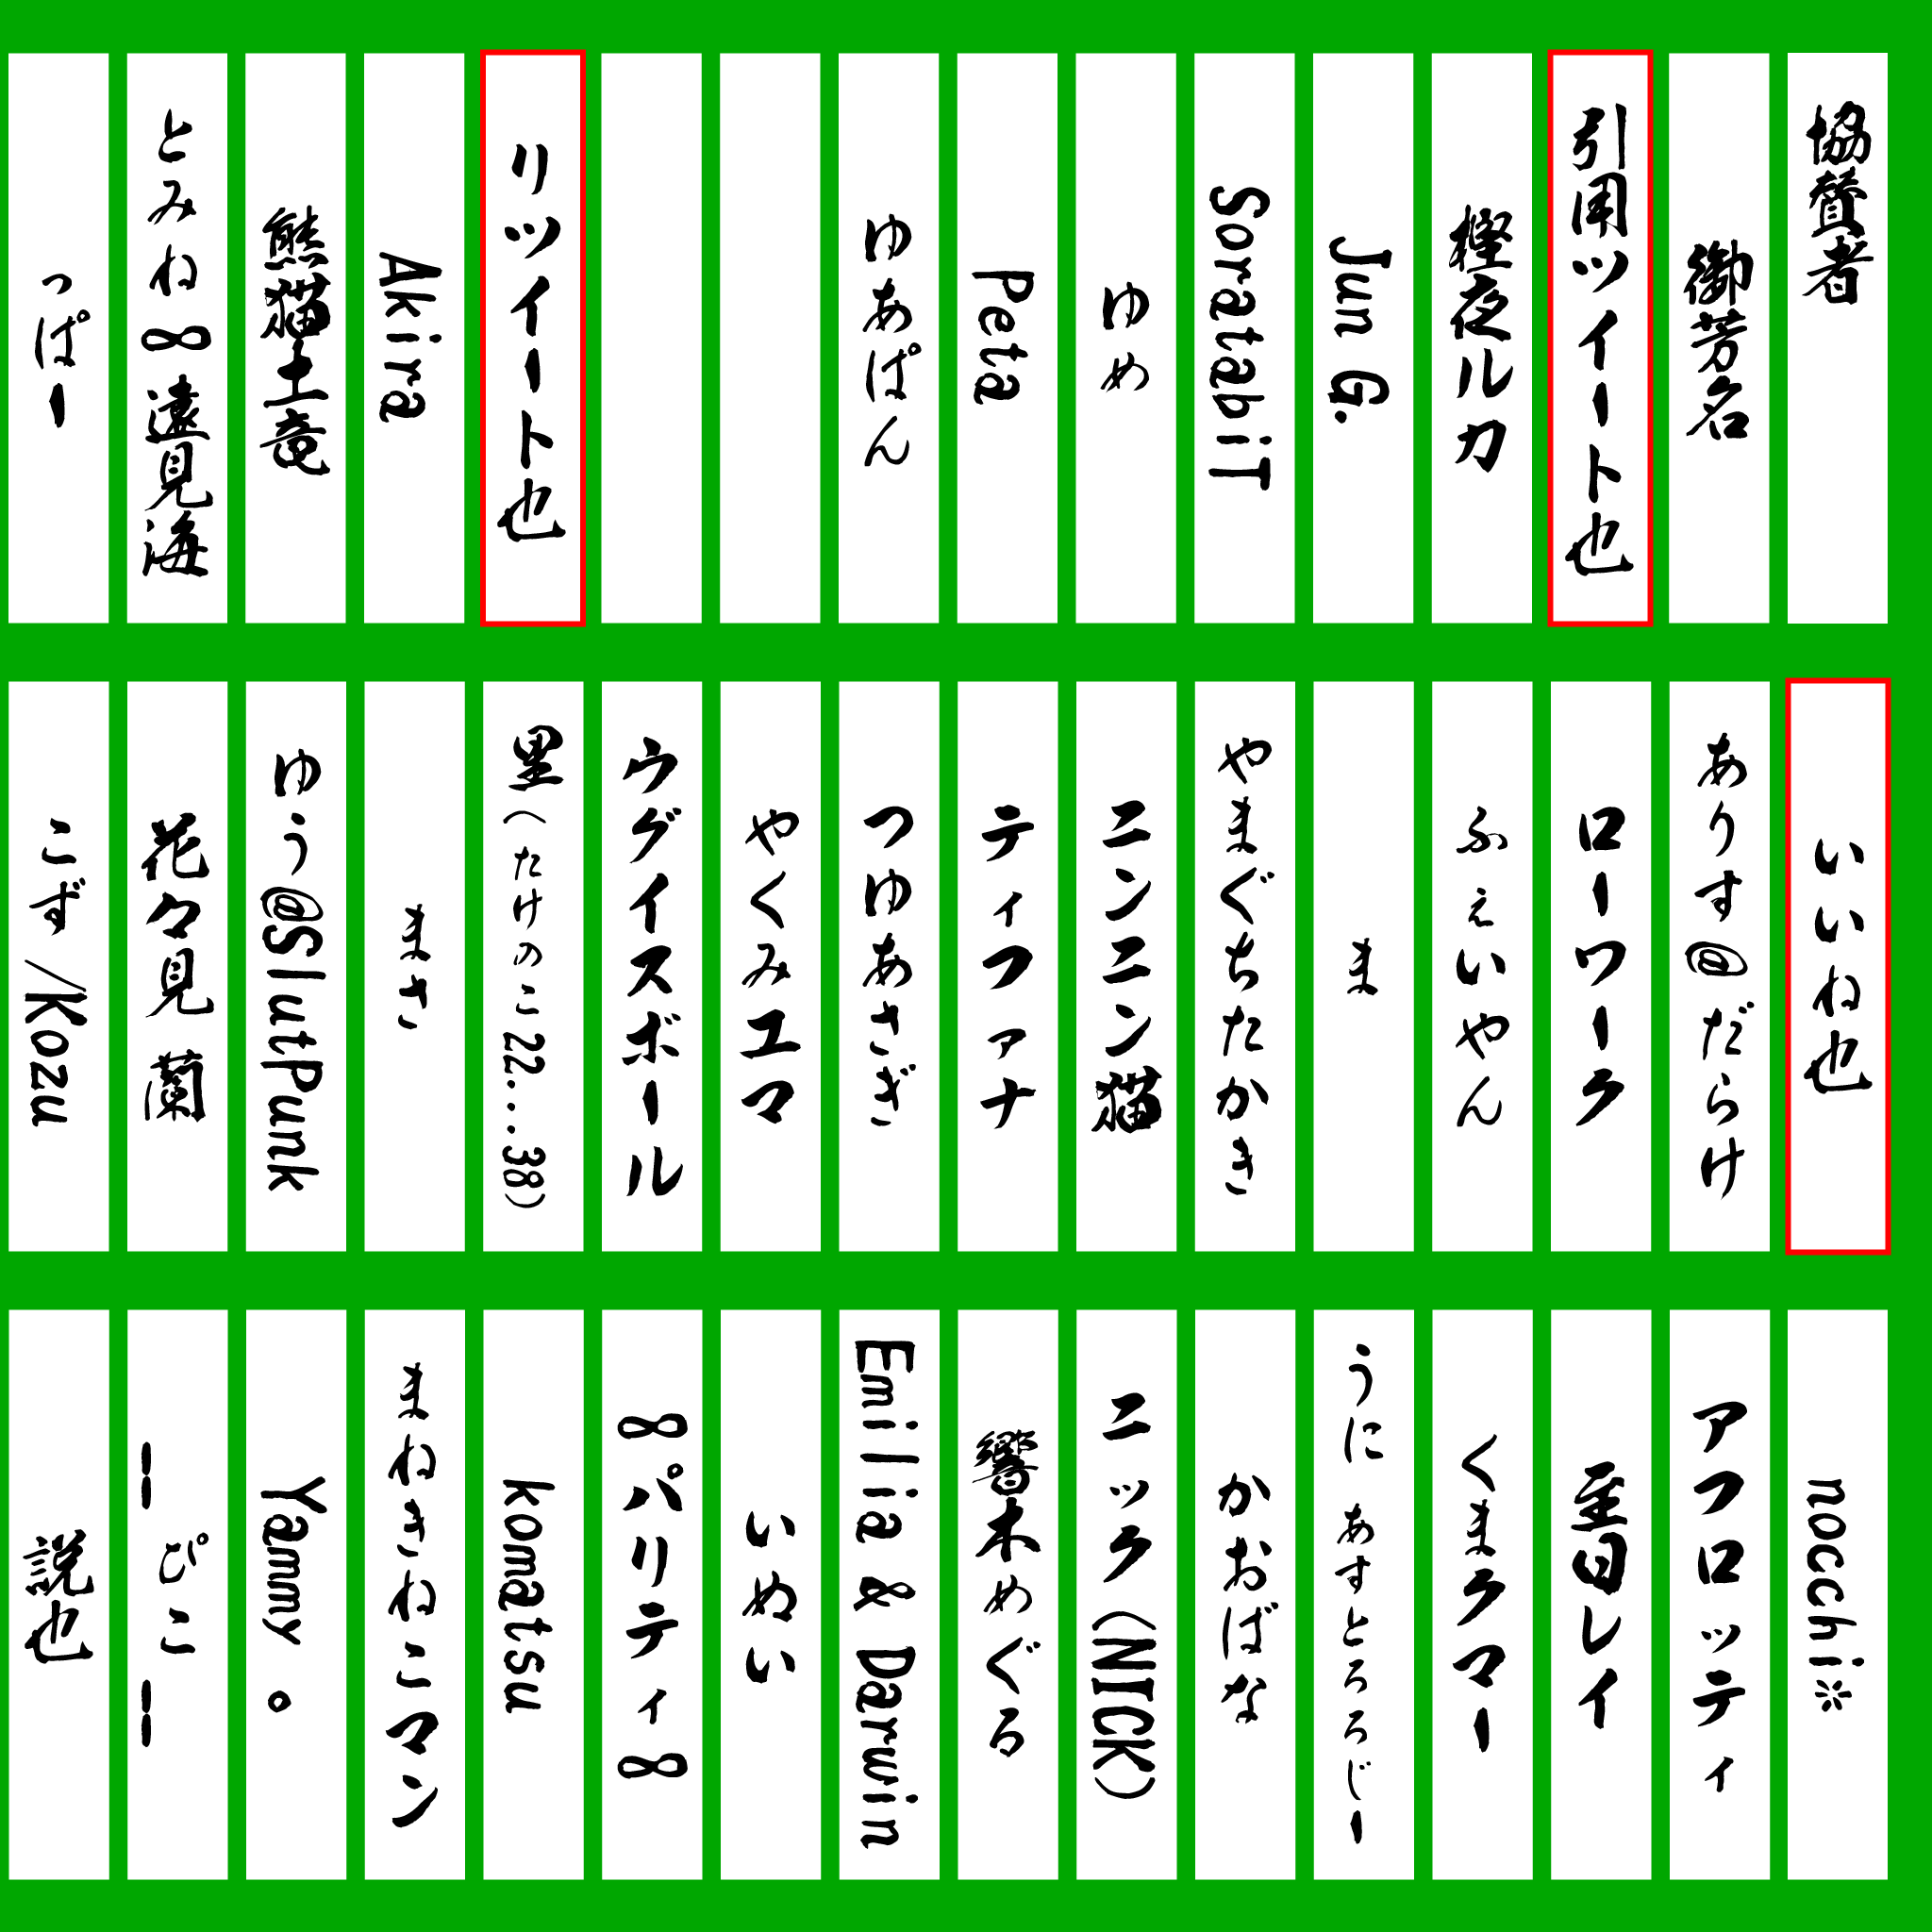 協賛者
御芳名
引用ツイート也
樫夜ルカ
Jun G.
SoratabiT
ゆめ
Peta
ゆあぱん
リツイート也
Akira
熊猫土竜
とみね∞遠見海
っぱー
いいね也
ありす@だらけ
ローワーク
ふぇいやん
ま
やまぐちたかき
ニンニン猫
ティファナ
つゆあさぎ
やくみユマ
ウグイスボール
里(たけのこ22...38)
ますく
ゆう@SlutPunk
花々見 蘭
こず/Kozu
nocchi※
アフロッティ
手毬レイ
くまクマー
うに あすとろろじー
かおばな
ニック(NICK)
響木めぐる
Emilia & Darwin
いめい
∞パリティ∞
komatsu
まねきねこマン
Yammy。
|ぴこ|
説也